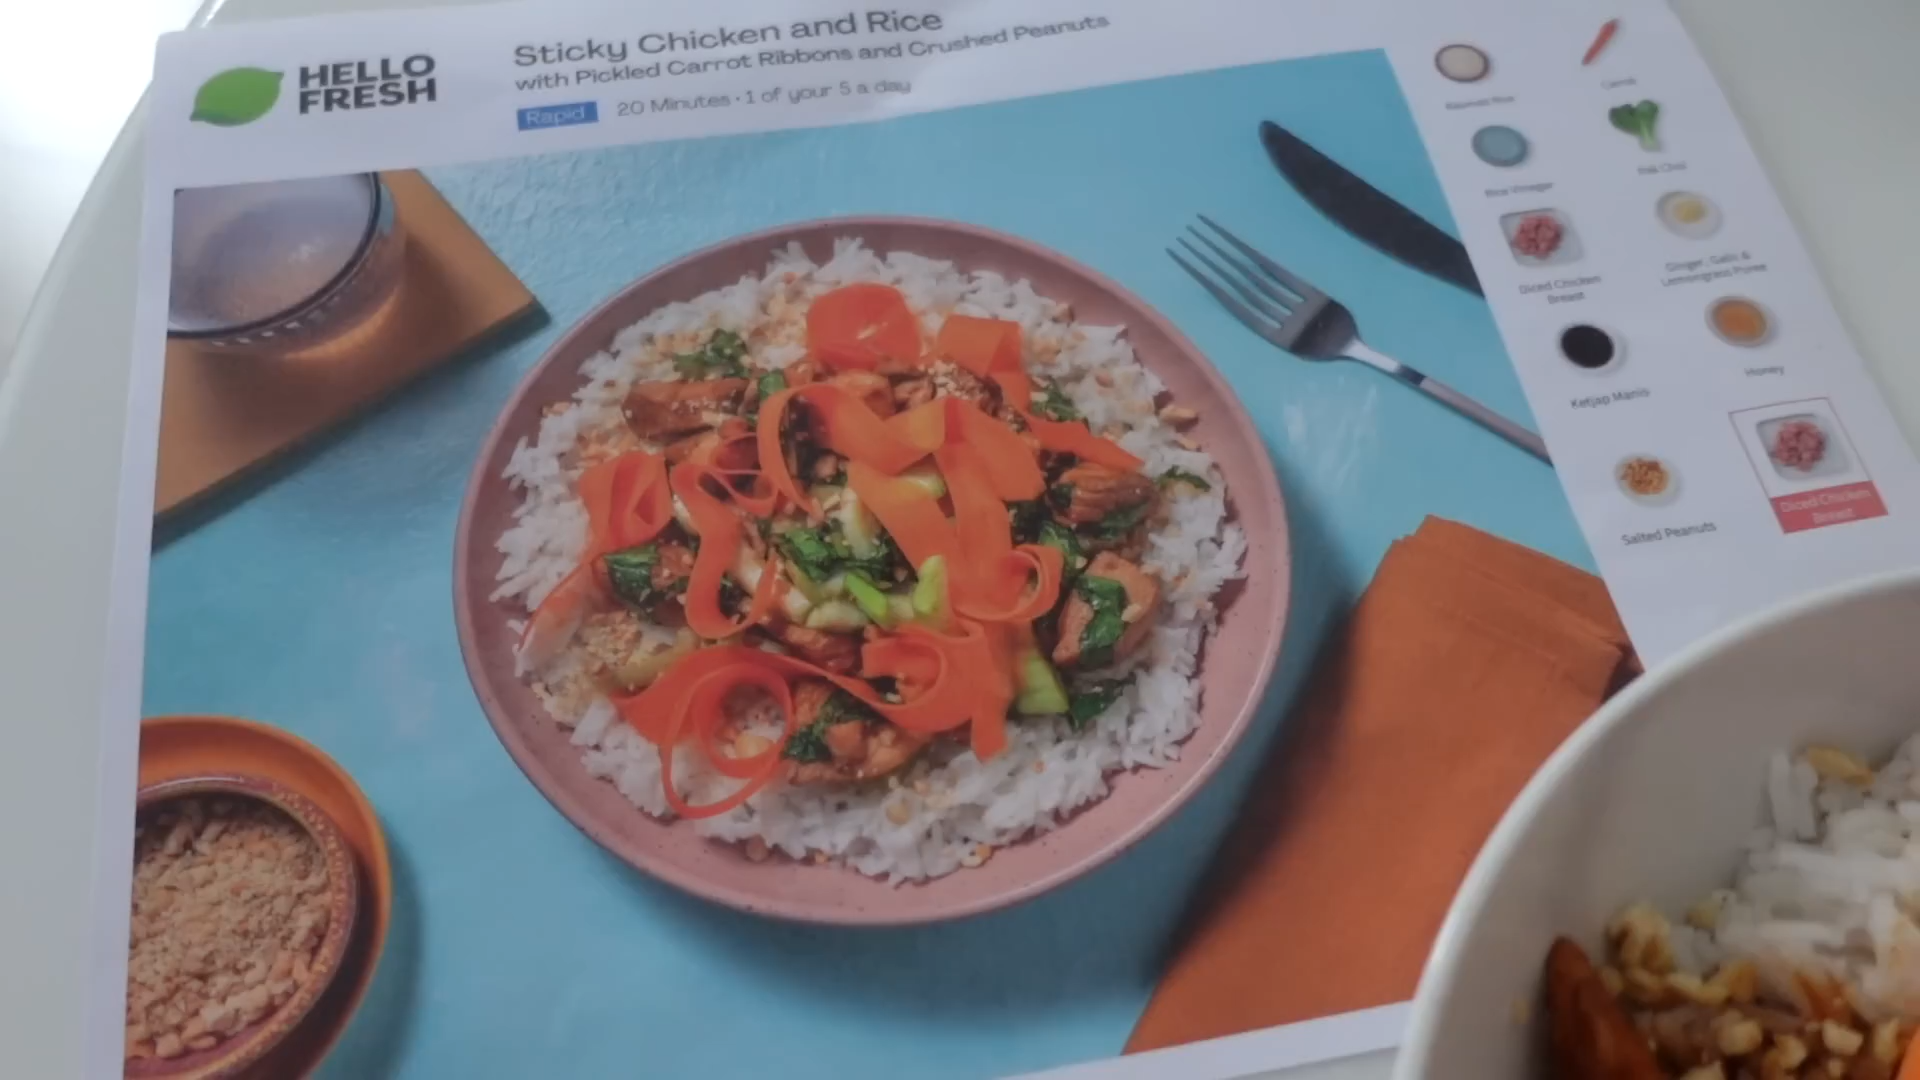 HELLO
FRESH
Sticky Chicken and Rice
with Pickled Carrot Ribbons and Crushed Peanuts
Rapid
20 Minutes • 1 of your 5 a day
Basmati Rice
Carrot
Rice Vinegar
Pak Choi
Diced Chicken
Breast
Ginger, Garlic &
Lemongrass Puree
Ketjap Manis
Honey
Salted Peanuts
Diced Chicken
Breast